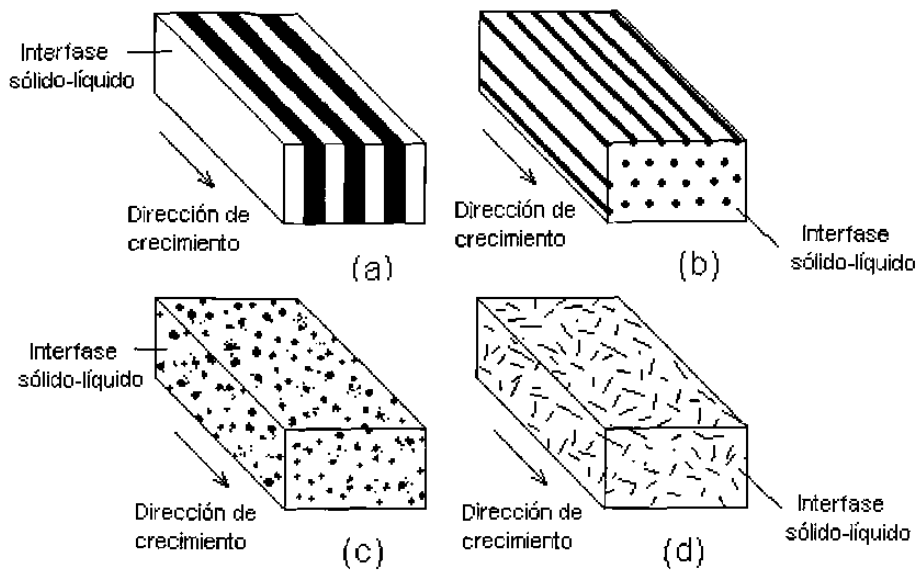 Interfase
sólido-líquido
Dirección de
crecimiento
(a)
Dirección de
crecimiento
(b)
Interfase
sólido-líquido
Interfase
sólido-líquido
Dirección de
crecimiento
(c)
Dirección de
crecimiento
(d)
Interfase
sólido-líquido